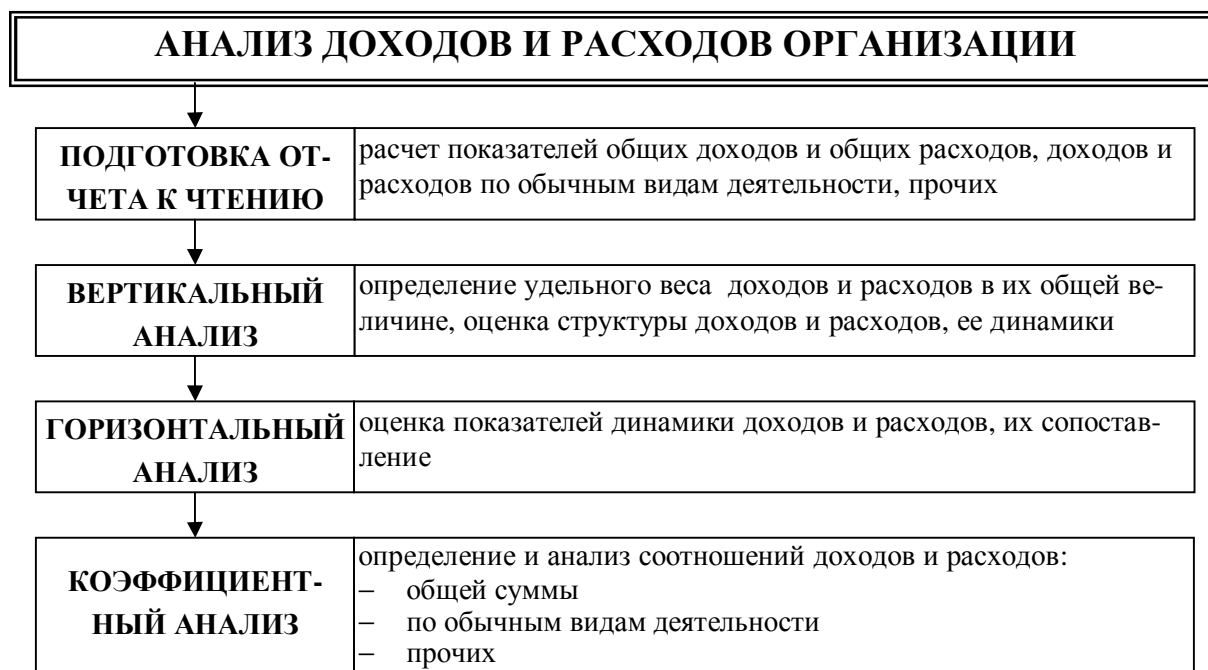 АНАЛИЗ ДОХОДОВ И РАСХОДОВ ОРГАНИЗАЦИИ
ПОДГОТОВКА ОТ-
ЧЕТА К ЧТЕНИЮ
расчет показателей общих доходов и общих расходов, доходов и
расходов по обычным видам деятельности, прочих
ВЕРТИКАЛЬНЫЙ
АНАЛИЗ
определение удельного веса доходов и расходов в их общей ве-
личине, оценка структуры доходов и расходов, ее динамики
ГОРИЗОНТАЛЬНЫЙ
АНАЛИЗ
оценка показателей динамики доходов и расходов, их сопостав-
ление
КОЭФФИЦИЕНТ-
НЫЙ АНАЛИЗ
определение и анализ соотношений доходов и расходов:
– общей суммы
– по обычным видам деятельности
– прочих